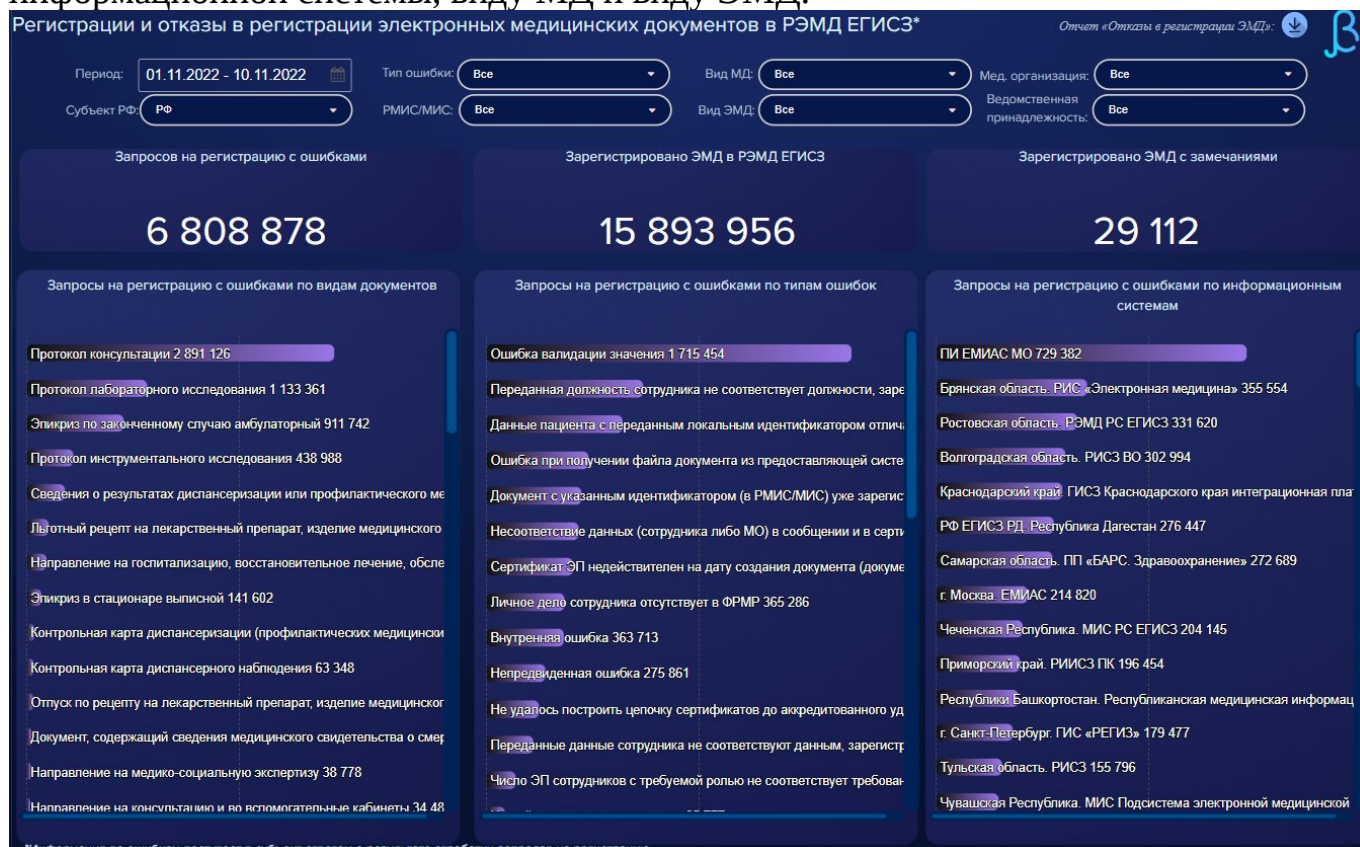 информационной системы, виду МД и виду ЭМД.
Регистрации и отказы в регистрации электронных медицинских документов в РЭМД ЕГИСЗ*
Отчет «Отказы в регистрации ЭМД»:
Период: 01.11.2022 - 10.11.2022
Тип ошибки: Все
Вид МД: Все
Мед. организация: Все
Субъект РФ: РФ
РМИС/МИС: Все
Вид ЭМД: Все
Ведомственная
принадлежность: Все
Запросов на регистрацию с ошибками
6 808 878
Зарегистрировано ЭМД в РЭМД ЕГИСЗ
15 893 956
Зарегистрировано ЭМД с замечаниями
29 112
Запросы на регистрацию с ошибками по видам документов
Протокол консультации 2 891 126
Протокол лабораторного исследования 1 133 361
Эпикриз по законченному случаю амбулаторный 911 742
Протокол инструментального исследования 438 988
Сведения о результатах диспансеризации или профилактического ме
Льготный рецепт на лекарственный препарат, изделие медицинского
Направление на госпитализацию, восстановительное лечение, обсле
Эпикриз в стационаре выписной 141 602
Контрольная карта диспансеризации (профилактических медицински
Контрольная карта диспансерного наблюдения 63 348
Отпуск по рецепту на лекарственный препарат, изделие медицинског
Документ, содержащий сведения медицинского свидетельства о смер
Направление на медико-социальную экспертизу 38 778
Направление на консультацию и во вспомогательные кабинеты 34 48
Запросы на регистрацию с ошибками по типам ошибок
Ошибка валидации значения 1 715 454
Переданная должность сотрудника не соответствует должности, заре
Данные пациента с переданным локальным идентификатором отлич
Ошибка при получении файла документа из предоставляющей систе
Документ с указанным идентификатором (в РМИС/МИС) уже зарегис
Несоответствие данных (сотрудника либо МО) в сообщении и в серти
Сертификат ЭП недействителен на дату создания документа (докуме
Личное дело сотрудника отсутствует в ФРМР 365 286
Внутренняя ошибка 363 713
Непредвиденная ошибка 275 861
Не удалось построить цепочку сертификатов до аккредитованного уд
Переданные данные сотрудника не соответствуют данным, зарегистр
Число ЭП сотрудников с требуемой ролью не соответствует требован
Запросы на регистрацию с ошибками по информационным
системам
ПИ ЕМИАС МО 729 382
Брянская область. РИС «Электронная медицина» 355 554
Ростовская область. РЭМД РС ЕГИСЗ 331 620
Волгоградская область. РИСЗ ВО 302 994
Краснодарский край. ГИСЗ Краснодарского края интеграционная пла
РФ ЕГИСЗ РД. Республика Дагестан 276 447
Самарская область. ПП «БАРС. Здравоохранение» 272 689
г. Москва. ЕМИАС 214 820
Чеченская Республика. МИС РС ЕГИСЗ 204 145
Приморский край. РИИСЗ ПК 196 454
Республики Башкортостан. Республиканская медицинская информац
г. Санкт-Петербург. ГИС «РЕГИЗ» 179 477
Тульская область. РИСЗ 155 796
Чувашская Республика. МИС Подсистема электронной медицинской